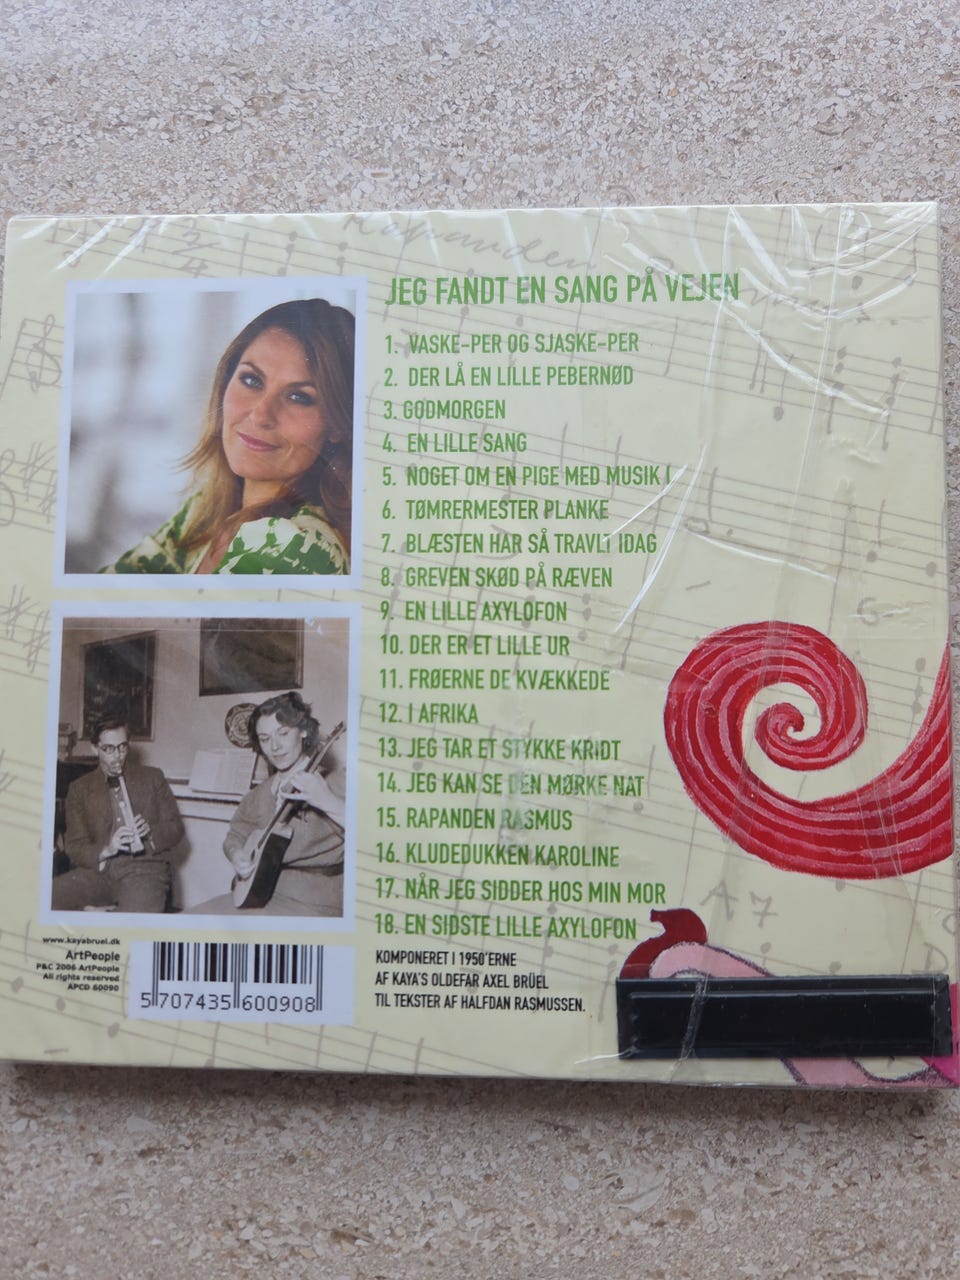 Rapanden
3/4
JEG FANDT EN SANG PÅ VEJEN
1. VASKE-PER OG SJASKE-PER
2. DER LÅ EN LILLE PEBERNØD
3. GODMORGEN
4. EN LILLE SANG
5. NOGET OM EN PIGE MED MUSIK I
6. TØMRERMESTER PLANKE
7. BLÆSTEN HAR SÅ TRAVLT IDAG
8. GREVEN SKØD PÅ RÆVEN
9. EN LILLE AXYLOFON
10. DER ER ET LILLE UR
11. FRØERNE DE KVÆKKEDE
12. I AFRIKA
13. JEG TAR ET STYKKE KRIDT
14. JEG KAN SE DEN MØRKE NAT
15. RAPANDEN RASMUS
16. KLUDEDUKKEN KAROLINE
17. NÅR JEG SIDDER HOS MIN MOR
18. EN SIDSTE LILLE AXYLOFON
A7
www.kayabruel.dk
ArtPeople
P&C 2006 ArtPeople
All rights reserved
APCD 60090
5 707435 600908
KOMPONERET I 1950'ERNE
AF KAYA'S OLDEFAR AXEL BRÜEL
TIL TEKSTER AF HALFDAN RASMUSSEN.